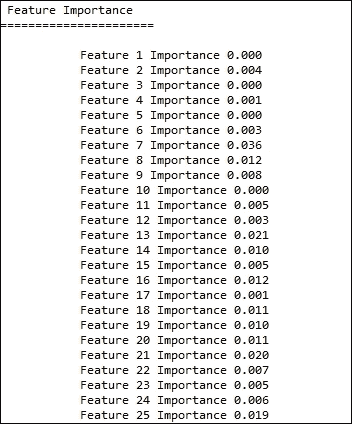 Feature Importance
======================
Feature 1 Importance 0.000
Feature 2 Importance 0.004
Feature 3 Importance 0.000
Feature 4 Importance 0.001
Feature 5 Importance 0.000
Feature 6 Importance 0.003
Feature 7 Importance 0.036
Feature 8 Importance 0.012
Feature 9 Importance 0.008
Feature 10 Importance 0.000
Feature 11 Importance 0.005
Feature 12 Importance 0.003
Feature 13 Importance 0.021
Feature 14 Importance 0.010
Feature 15 Importance 0.005
Feature 16 Importance 0.012
Feature 17 Importance 0.001
Feature 18 Importance 0.011
Feature 19 Importance 0.010
Feature 20 Importance 0.011
Feature 21 Importance 0.020
Feature 22 Importance 0.007
Feature 23 Importance 0.005
Feature 24 Importance 0.006
Feature 25 Importance 0.019